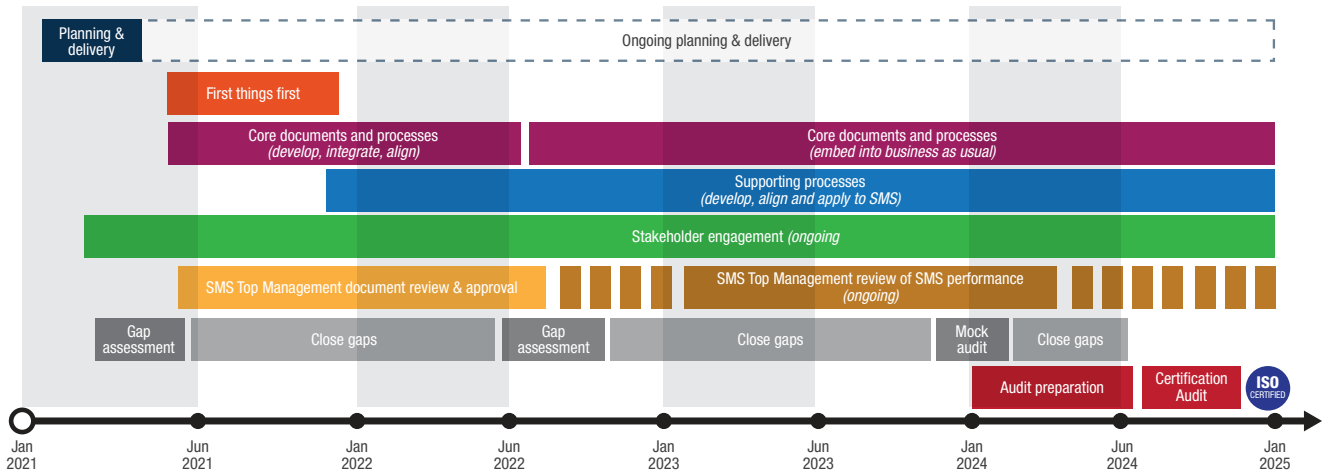 Planning &
delivery
Ongoing planning & delivery
First things first
Core documents and processes
(develop, integrate, align)
Core documents and processes
(embed into business as usual)
Supporting processes
(develop, align and apply to SMS)
Stakeholder engagement (ongoing
SMS Top Management document review & approval
SMS Top Management review of SMS performance
(ongoing)
Gap
assessment
Close gaps
Gap
assessment
Close gaps
Mock
audit
Close gaps
Audit preparation
Certification
Audit
ISO
CERTIFIED
Jan
2021
Jun
2021
Jan
2022
Jun
2022
Jan
2023
Jun
2023
Jan
2024
Jun
2024
Jan
2025